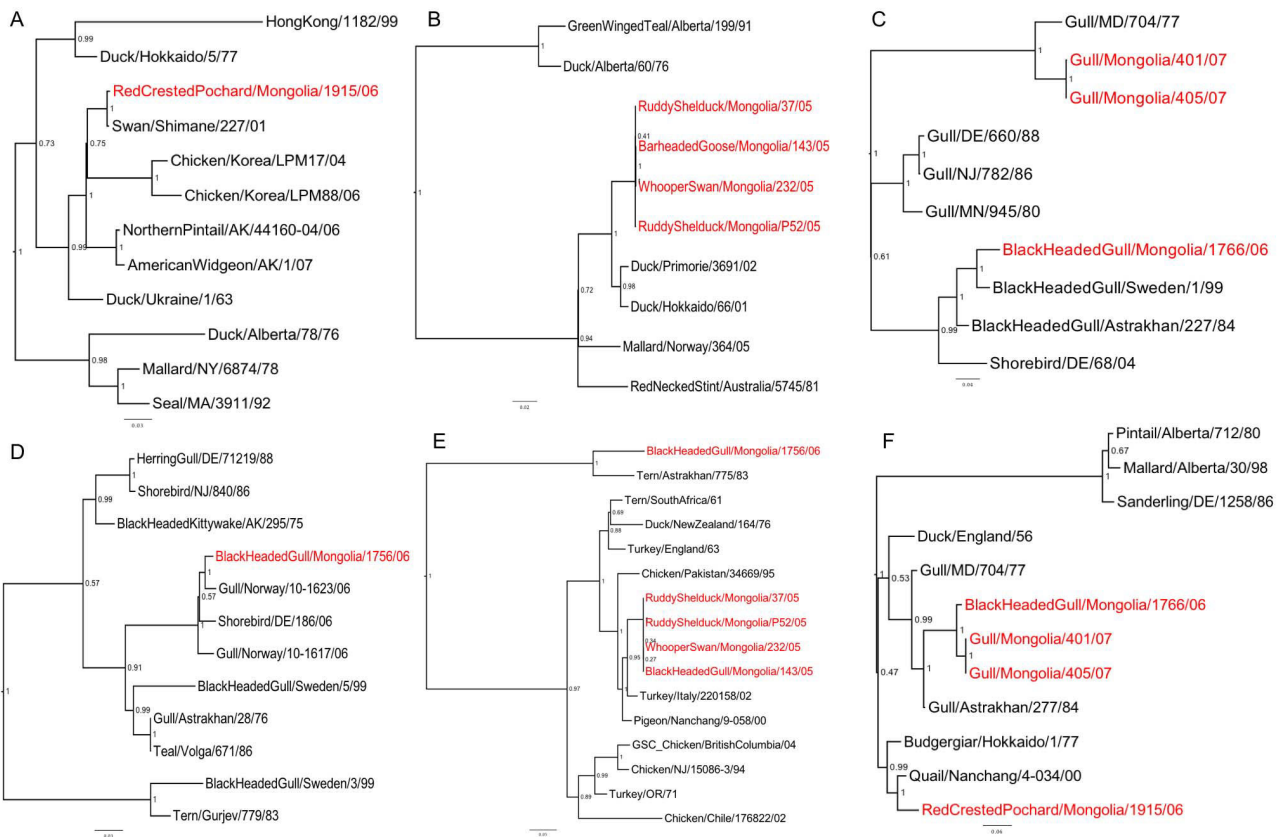 A
HongKong/1182/99
0.99
Duck/Hokkaido/5/77
RedCrestedPochard/Mongolia/1915/06
1
Swan/Shimane/227/01
0.73
0.75
Chicken/Korea/LPM17/04
1
1
Chicken/Korea/LPM88/06
NorthernPintail/AK/44160-04/06
0.99
1
1
AmericanWidgeon/AK/1/07
Duck/Ukraine/1/63
Duck/Alberta/78/76
0.98
Mallard/NY/6874/78
1
Seal/MA/3911/92
0.03
B
GreenWingedTeal/Alberta/199/91
1
Duck/Alberta/60/76
RuddyShelduck/Mongolia/37/05
0.41
BarheadedGoose/Mongolia/143/05
1
1
WhooperSwan/Mongolia/232/05
1
RuddyShelduck/Mongolia/P52/05
1
Duck/Primorie/3691/02
0.98
0.72
Duck/Hokkaido/66/01
0.94
Mallard/Norway/364/05
RedNeckedStint/Australia/5745/81
0.02
C
Gull/MD/704/77
1
Gull/Mongolia/401/07
1
Gull/Mongolia/405/07
Gull/DE/660/88
1
1
Gull/NJ/782/86
1
Gull/MN/945/80
BlackHeadedGull/Mongolia/1766/06
0.61
1
BlackHeadedGull/Sweden/1/99
1
BlackHeadedGull/Astrakhan/227/84
0.99
Shorebird/DE/68/04
0.04
D
HerringGull/DE/71219/88
1
Shorebird/NJ/840/86
0.99
BlackHeadedKittywake/AK/295/75
BlackHeadedGull/Mongolia/1756/06
1
0.57
Gull/Norway/10-1623/06
0.57
Shorebird/DE/186/06
1
Gull/Norway/10-1617/06
0.91
BlackHeadedGull/Sweden/5/99
1
0.99
Gull/Astrakhan/28/76
1
Teal/Volga/671/86
BlackHeadedGull/Sweden/3/99
1
Tern/Gurjev/779/83
E
BlackHeadedGull/Mongolia/1756/06
1
Tern/Astrakhan/775/83
Tern/SouthAfrica/61
0.69
Duck/NewZealand/164/76
0.88
Turkey/England/63
1
Chicken/Pakistan/34669/95
1
RuddyShelduck/Mongolia/37/05
RuddyShelduck/Mongolia/P52/05
1
0.34
WhooperSwan/Mongolia/232/05
0.95
0.27
BlackHeadedGull/Mongolia/143/05
0.97
1
Turkey/Italy/220158/02
Pigeon/Nanchang/9-058/00
GSC_Chicken/BritishColumbia/04
1
Chicken/NJ/15086-3/94
0.99
Turkey/OR/71
0.89
Chicken/Chile/176822/02
F
Pintail/Alberta/712/80
0.67
Mallard/Alberta/30/98
1
Sanderling/DE/1258/86
Duck/England/56
1
0.53
Gull/MD/704/77
BlackHeadedGull/Mongolia/1766/06
0.99
1
Gull/Mongolia/401/07
1
1
Gull/Mongolia/405/07
0.47
Gull/Astrakhan/277/84
Budgergiar/Hokkaido/1/77
0.99
Quail/Nanchang/4-034/00
1
RedCrestedPochard/Mongolia/1915/06
0.06